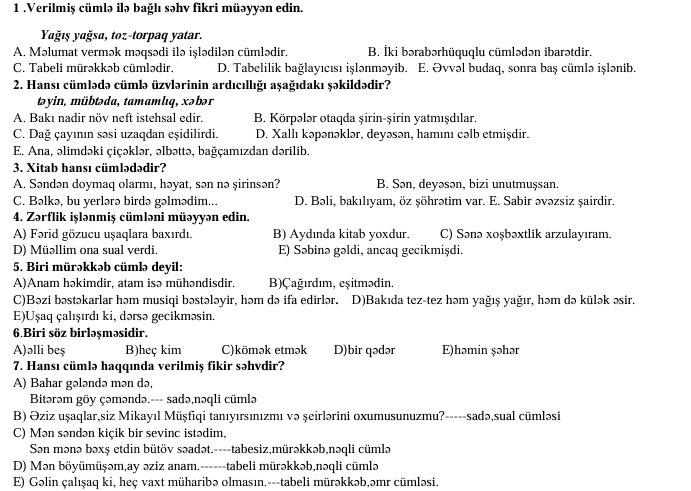 1 .Verilmiş cümlə ilə bağlı səhv fikri müəyyən edin.
Yağış yağsa, toz-torpaq yatar.
A. Məlumat vermək məqsədi ilə işlədilən cümlədir. B. İki bərabərhüquqlu cümlədən ibarətdir.
C. Tabeli mürəkkəb cümlədir. D. Tabelilik bağlayıcısı işlənməyib. E. Əvvəl budaq, sonra baş cümlə işlənib.
2. Hansı cümlədə cümlə üzvlərinin ardıcıllığı aşağıdakı şəkildədir?
təyin, mübtəda, tamamlıq, xəbər
A. Bakı nadir növ neft istehsal edir. B. Körpələr otaqda şirin-şirin yatmışdılar.
C. Dağ çayının səsi uzaqdan eşidilirdi. D. Xallı kəpənəklər, deyəsən, hamını cəlb etmişdir.
E. Ana, əlimdəki çiçəklər, əlbəttə, bağçamızdan dərilib.
3. Xitab hansı cümlədədir?
A. Səndən doymaq olarmı, həyat, sən nə şirinsən? B. Sən, deyəsən, bizi unutmuşsan.
C. Bəlkə, bu yerlərə birdə gəlmədim... D. Bəli, bakılıyam, öz şöhrətim var. E. Sabir əvəzsiz şairdir.
4. Zərflik işlənmiş cümləni müəyyən edin.
A) Fərid gözucu uşaqlara baxırdı. B) Aydında kitab yoxdur. C) Sənə xoşbəxtlik arzulayıram.
D) Müəllim ona sual verdi. E) Səbinə gəldi, ancaq gecikmişdi.
5. Biri mürəkkəb cümlə deyil:
A)Anam həkimdir, atam isə mühəndisdir. B)Çağırdım, eşitmədin.
C)Bəzi bəstəkarlar həm musiqi bəstələyir, həm də ifa edirlər. D)Bakıda tez-tez həm yağış yağır, həm də külək əsir.
E)Uşaq çalışırdı ki, dərsə gecikməsin.
6.Biri söz birləşməsidir.
A)əlli beş B)heç kim C)kömək etmək D)bir qədər E)həmin şəhər
7. Hansı cümlə haqqında verilmiş fikir səhvdir?
A) Bahar gələndə mən də,
Bitərəm göy çəməndə.--- sadə,nəqli cümlə
B) Əziz uşaqlar,siz Mikayıl Müşfiqi tanıyırsınızmı və şeirlərini oxumusunuzmu?-----sadə,sual cümləsi
C) Mən səndən kiçik bir sevinc istədim,
Sən mənə bəxş etdin bütöv səadət.----tabesiz,mürəkkəb,nəqli cümlə
D) Mən böyümüşəm,ay əziz anam.------tabeli mürəkkəb,nəqli cümlə
E) Gəlin çalışaq ki, heç vaxt müharibə olmasın.---tabeli mürəkkəb,əmr cümləsi.